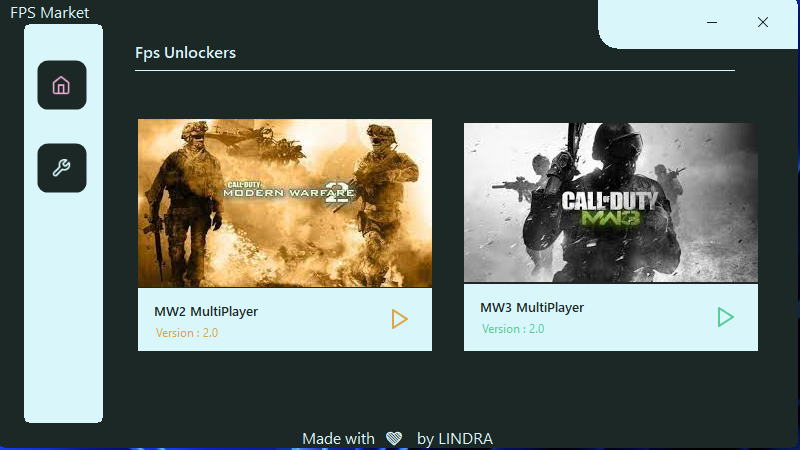 FPS Market
Fps Unlockers
CALL OF DUTY
MODERN WARFARE 2
CALL OF DUTY
MW3
MW2 MultiPlayer
Version : 2.0
MW3 MultiPlayer
Version : 2.0
Made with by LINDRA